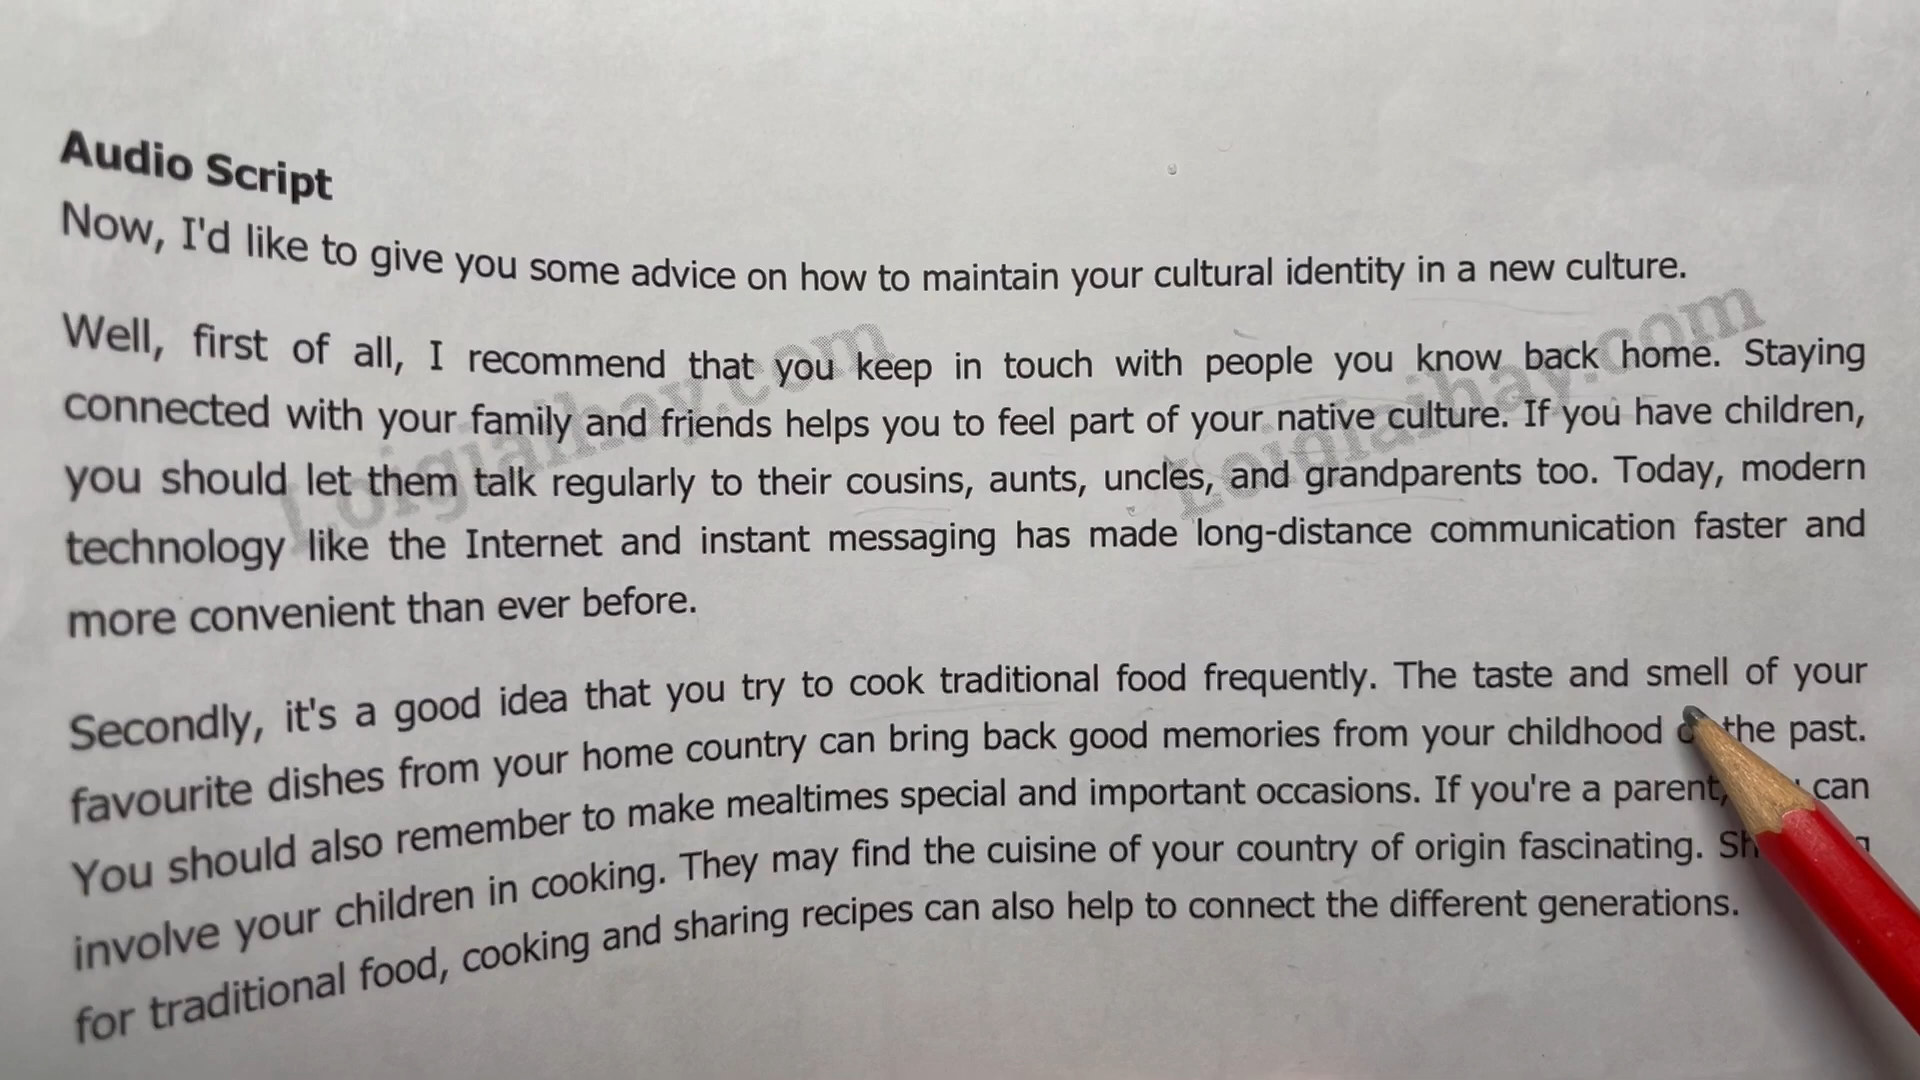 Audio Script
Now, I'd like to give you some advice on how to maintain your cultural identity in a new culture.
Well, first of all, I recommend that you keep in touch with people you know back home. Staying
connected with your family and friends helps you to feel part of your native culture. If you have children,
you should let them talk regularly to their cousins, aunts, uncles, and grandparents too. Today, modern
technology like the Internet and instant messaging has made long-distance communication faster and
more convenient than ever before.
Secondly, it's a good idea that you try to cook traditional food frequently. The taste and smell of your
favourite dishes from your home country can bring back good memories from your childhood the past.
You should also remember to make mealtimes special and important occasions. If you're a parent, can
involve your children in cooking. They may find the cuisine of your country of origin fascinating.
for traditional food, cooking and sharing recipes can also help to connect the different generations.
Loigiaihay.com
Loigiaihay.com